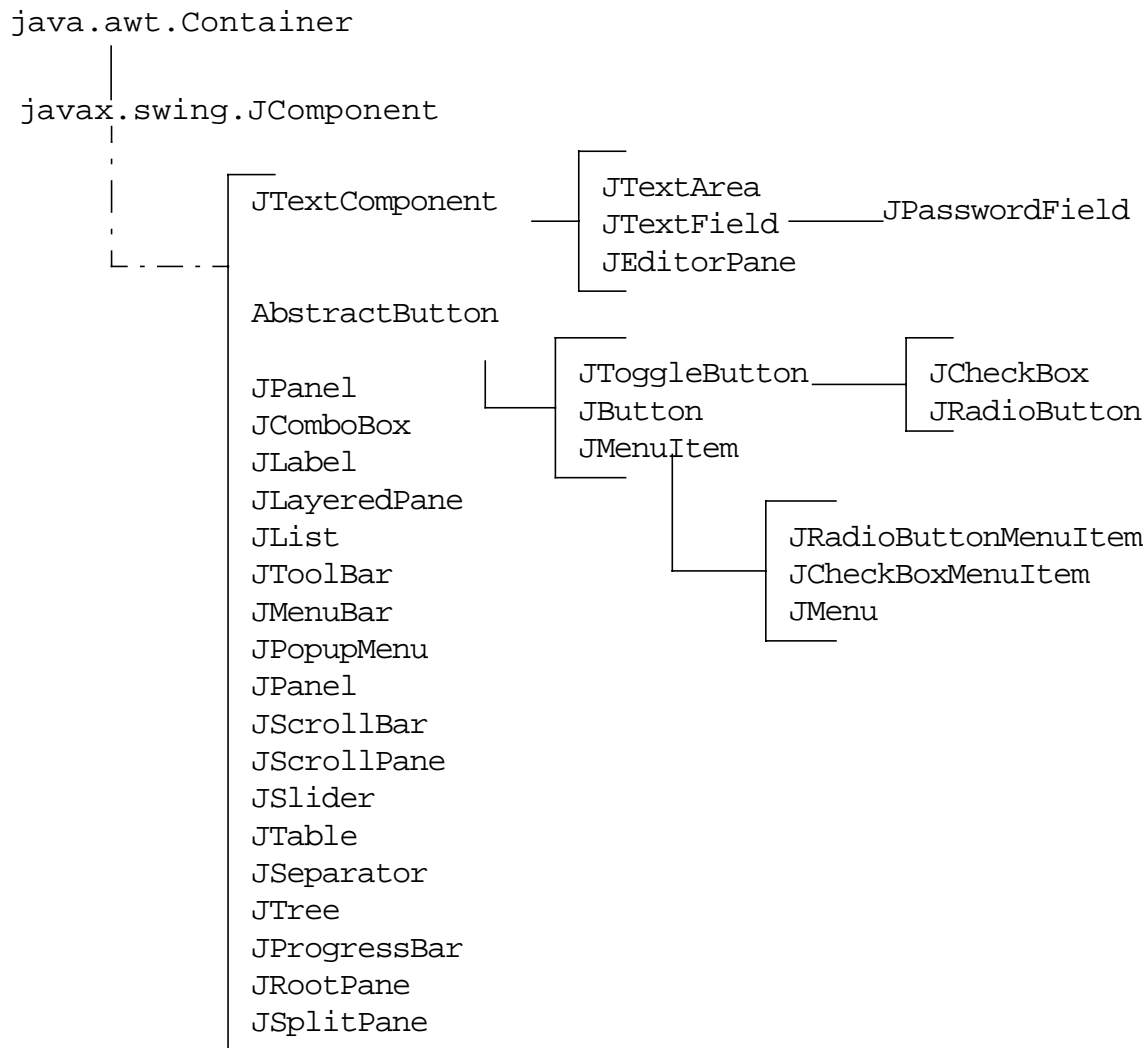 java.awt.Container
javax.swing.JComponent
JTextComponent
JTextArea
JTextField
JPasswordField
JEditorPane
AbstractButton
JToggleButton
JCheckBox
JButton
JRadioButton
JMenuItem
JRadioButtonMenuItem
JCheckBoxMenuItem
JMenu
JPanel
JComboBox
JLabel
JLayeredPane
JList
JToolBar
JMenuBar
JPopupMenu
JPanel
JScrollBar
JScrollPane
JSlider
JTable
JSeparator
JTree
JProgressBar
JRootPane
JSplitPane